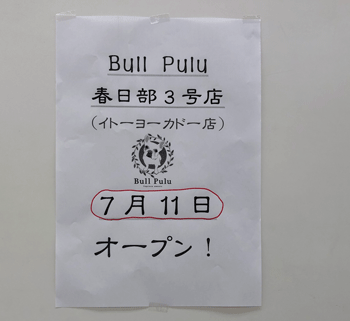 Bull Pulu
春日部3号店
(イトーヨーカドー店)
Bull Pulu
7月11日
オープン!